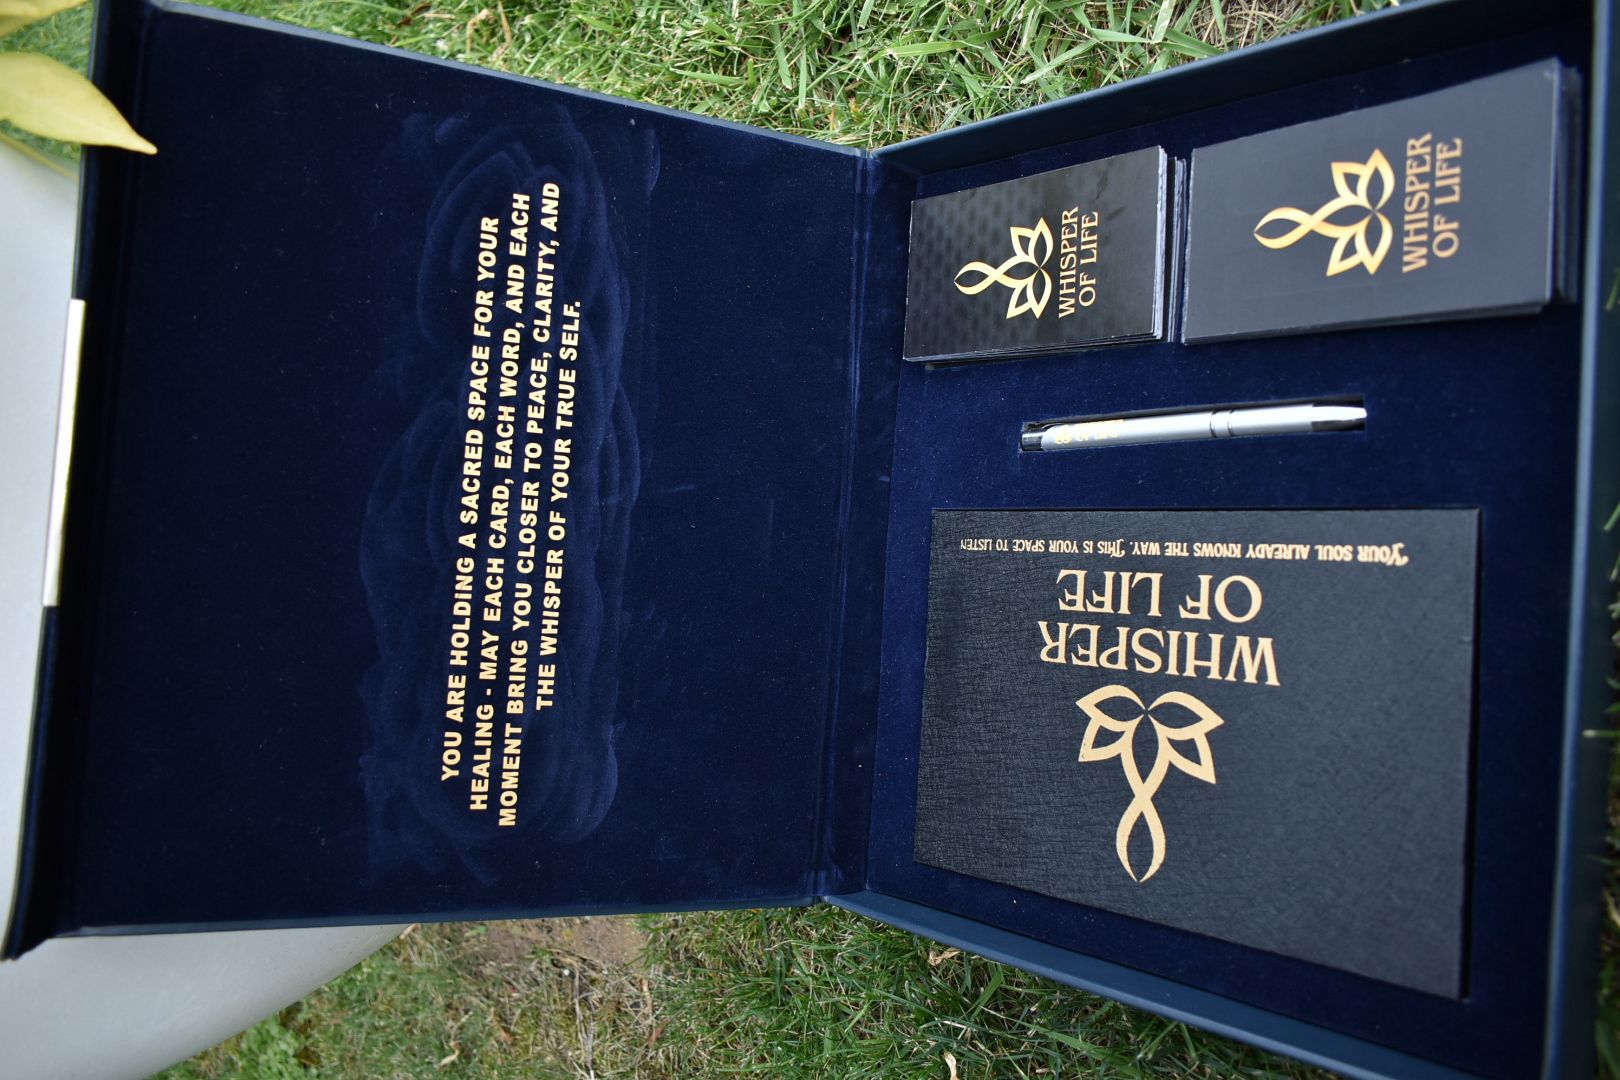 YOU ARE HOLDING A SACRED SPACE FOR YOUR
HEALING - MAY EACH CARD, EACH WORD, AND EACH
MOMENT BRING YOU CLOSER TO PEACE, CLARITY, AND
THE WHISPER OF YOUR TRUE SELF.
WHISPER
OF LIFE
WHISPER
OF LIFE
WHISPER
OF LIFE
YOUR SOUL ALREADY KNOWS THE WAY. THIS IS YOUR SPACE TO LISTEN